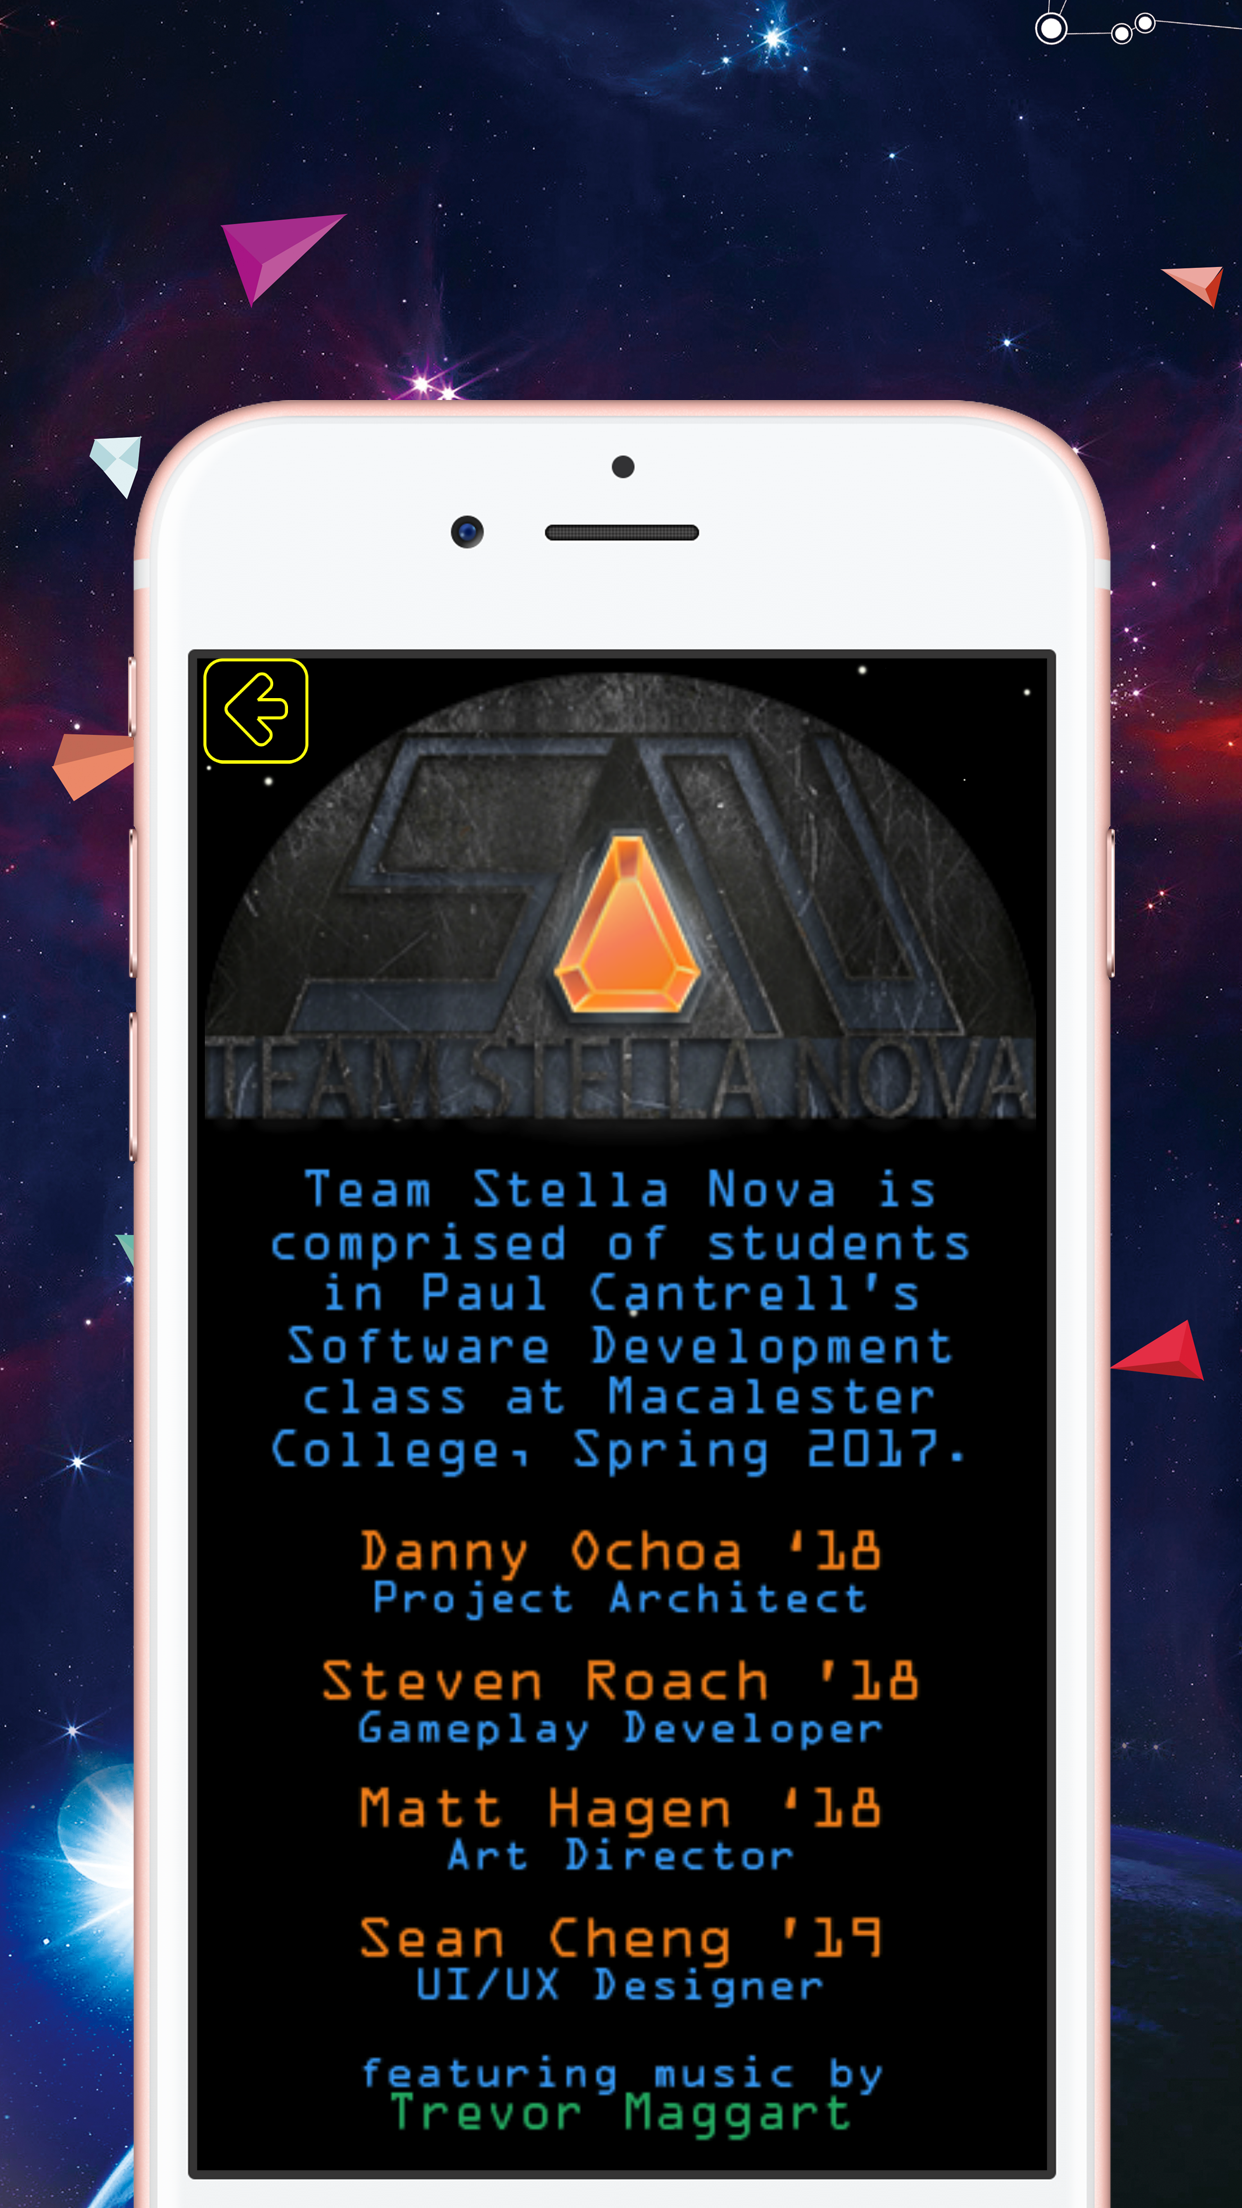 SAN
TEAM STELLA NOVA
Team Stella Nova is
comprised of students
in Paul Cantrell's
Software Development
class at Macalester
College, Spring 2017.
Danny Ochoa ‘18
Project Architect
Steven Roach '18
Gameplay Developer
Matt Hagen ‘18
Art Director
Sean Cheng '19
UI/UX Designer
featuring music by
Trevor Maggart